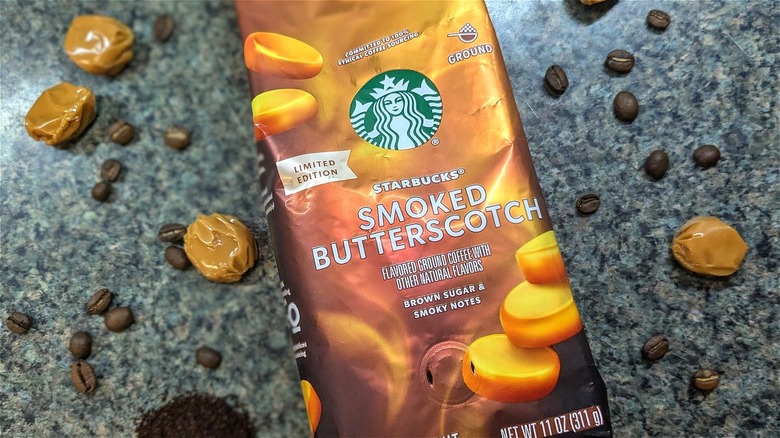 COMMITTED TO 100%
ETHICAL COFFEE SOURCING
GROUND
®
LIMITED
EDITION
STARBUCKS®
SMOKED
BUTTERSCOTCH
FLAVORED GROUND COFFEE WITH
OTHER NATURAL FLAVORS
BROWN SUGAR &
SMOKY NOTES
NET WT 11 OZ (311 g)